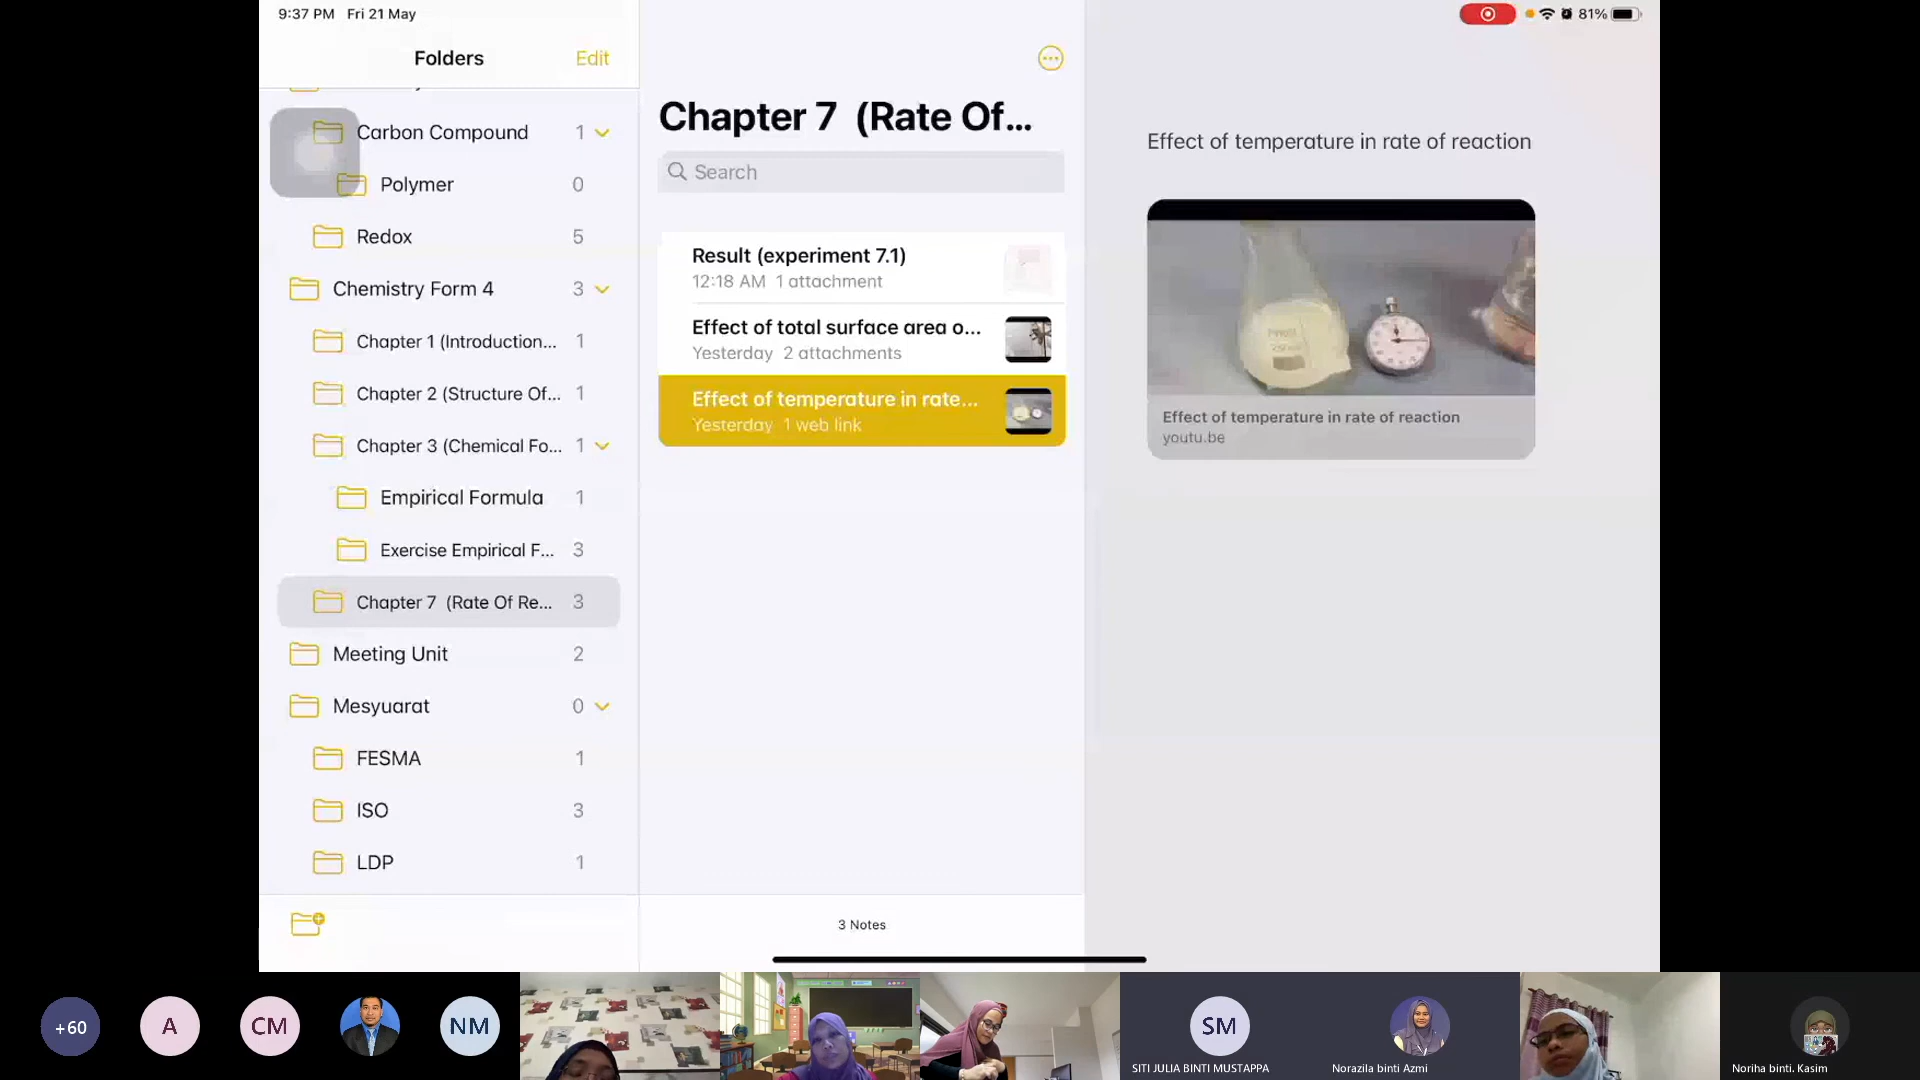 9:37 PM Fri 21 May
81%
Folders
Edit
Carbon Compound 1
Polymer 0
Redox 5
Chemistry Form 4 3
Chapter 1 (Introduction... 1
Chapter 2 (Structure Of... 1
Chapter 3 (Chemical Fo... 1
Empirical Formula 1
Exercise Empirical F... 3
Chapter 7 (Rate Of Re... 3
Meeting Unit 2
Mesyuarat 0
FESMA 1
ISO 3
LDP 1
Chapter 7 (Rate Of...
Search
Result (experiment 7.1)
12:18 AM 1 attachment
Effect of total surface area o...
Yesterday 2 attachments
Effect of temperature in rate...
Yesterday 1 web link
3 Notes
Effect of temperature in rate of reaction
Effect of temperature in rate of reaction
youtu.be
+60
A
CM
NM
SM
SITI JULIA BINTI MUSTAPPA
Norazila binti Azmi
Noriha binti. Kasim